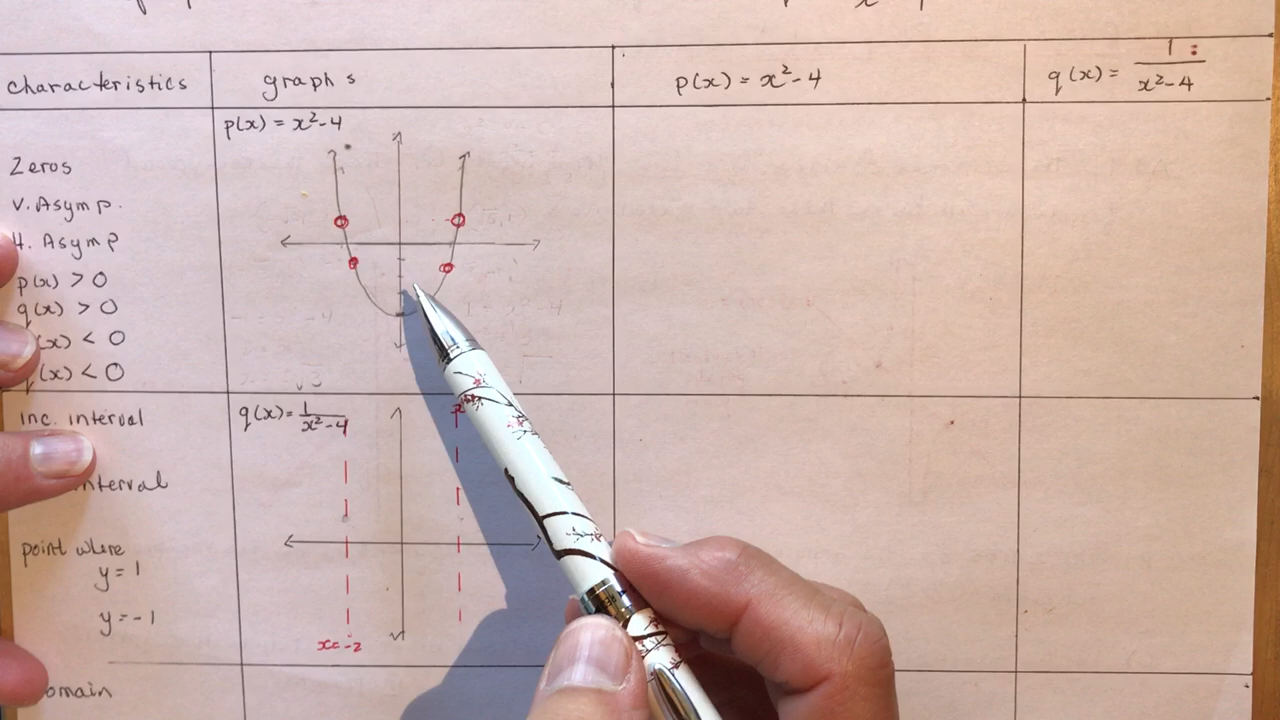 characteristics
graphs
p(x) = x²-4
q(x) = 1/x²-4
p(x) = x²-4
Zeros
V. Asymp.
H. Asymp
p(x) > 0
q(x) > 0
(x) < 0
(x) < 0
inc. interval
q(x) = 1/x²-4
interval
point where
y = 1
y = -1
x=-2
omain